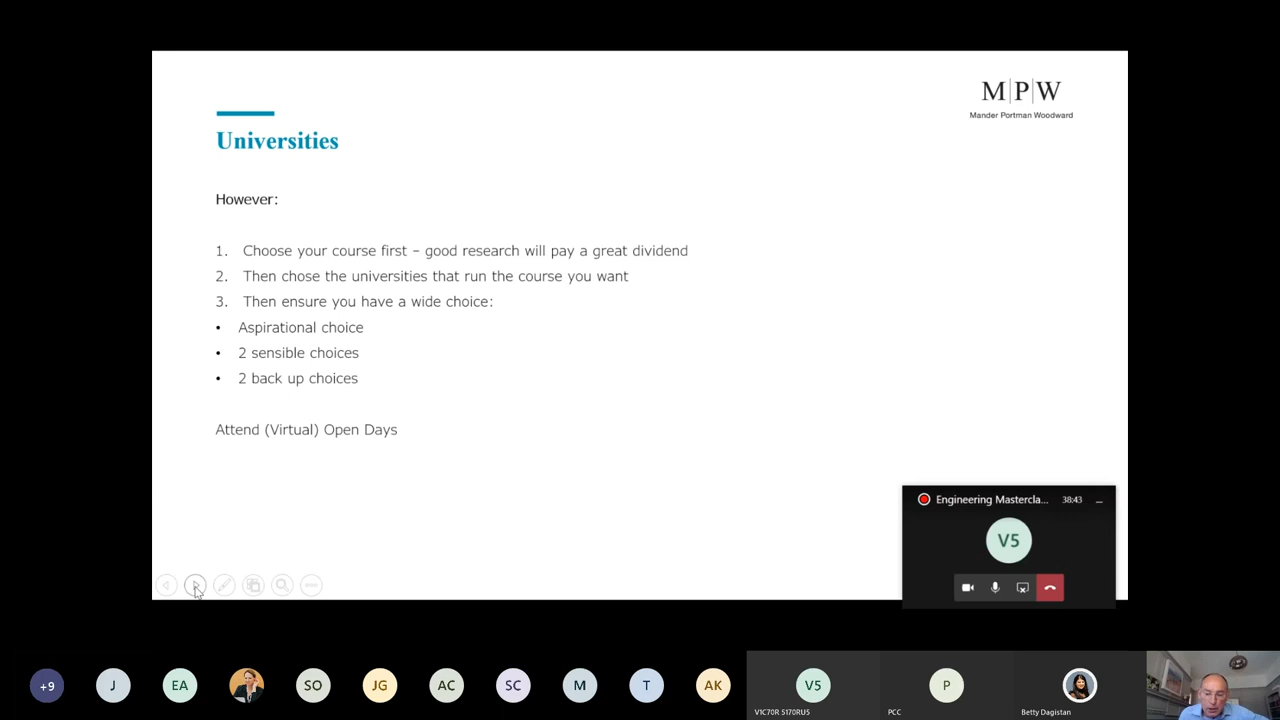 M|P|W
Mander Portman Woodward
Universities
However:
1. Choose your course first – good research will pay a great dividend
2. Then chose the universities that run the course you want
3. Then ensure you have a wide choice:
• Aspirational choice
• 2 sensible choices
• 2 back up choices
Attend (Virtual) Open Days
Engineering Mastercla... 38:43
V5
+9 J EA SO JG AC SC M T AK V5 P
V1C70R 5170RUS PCC Betty Dagistan